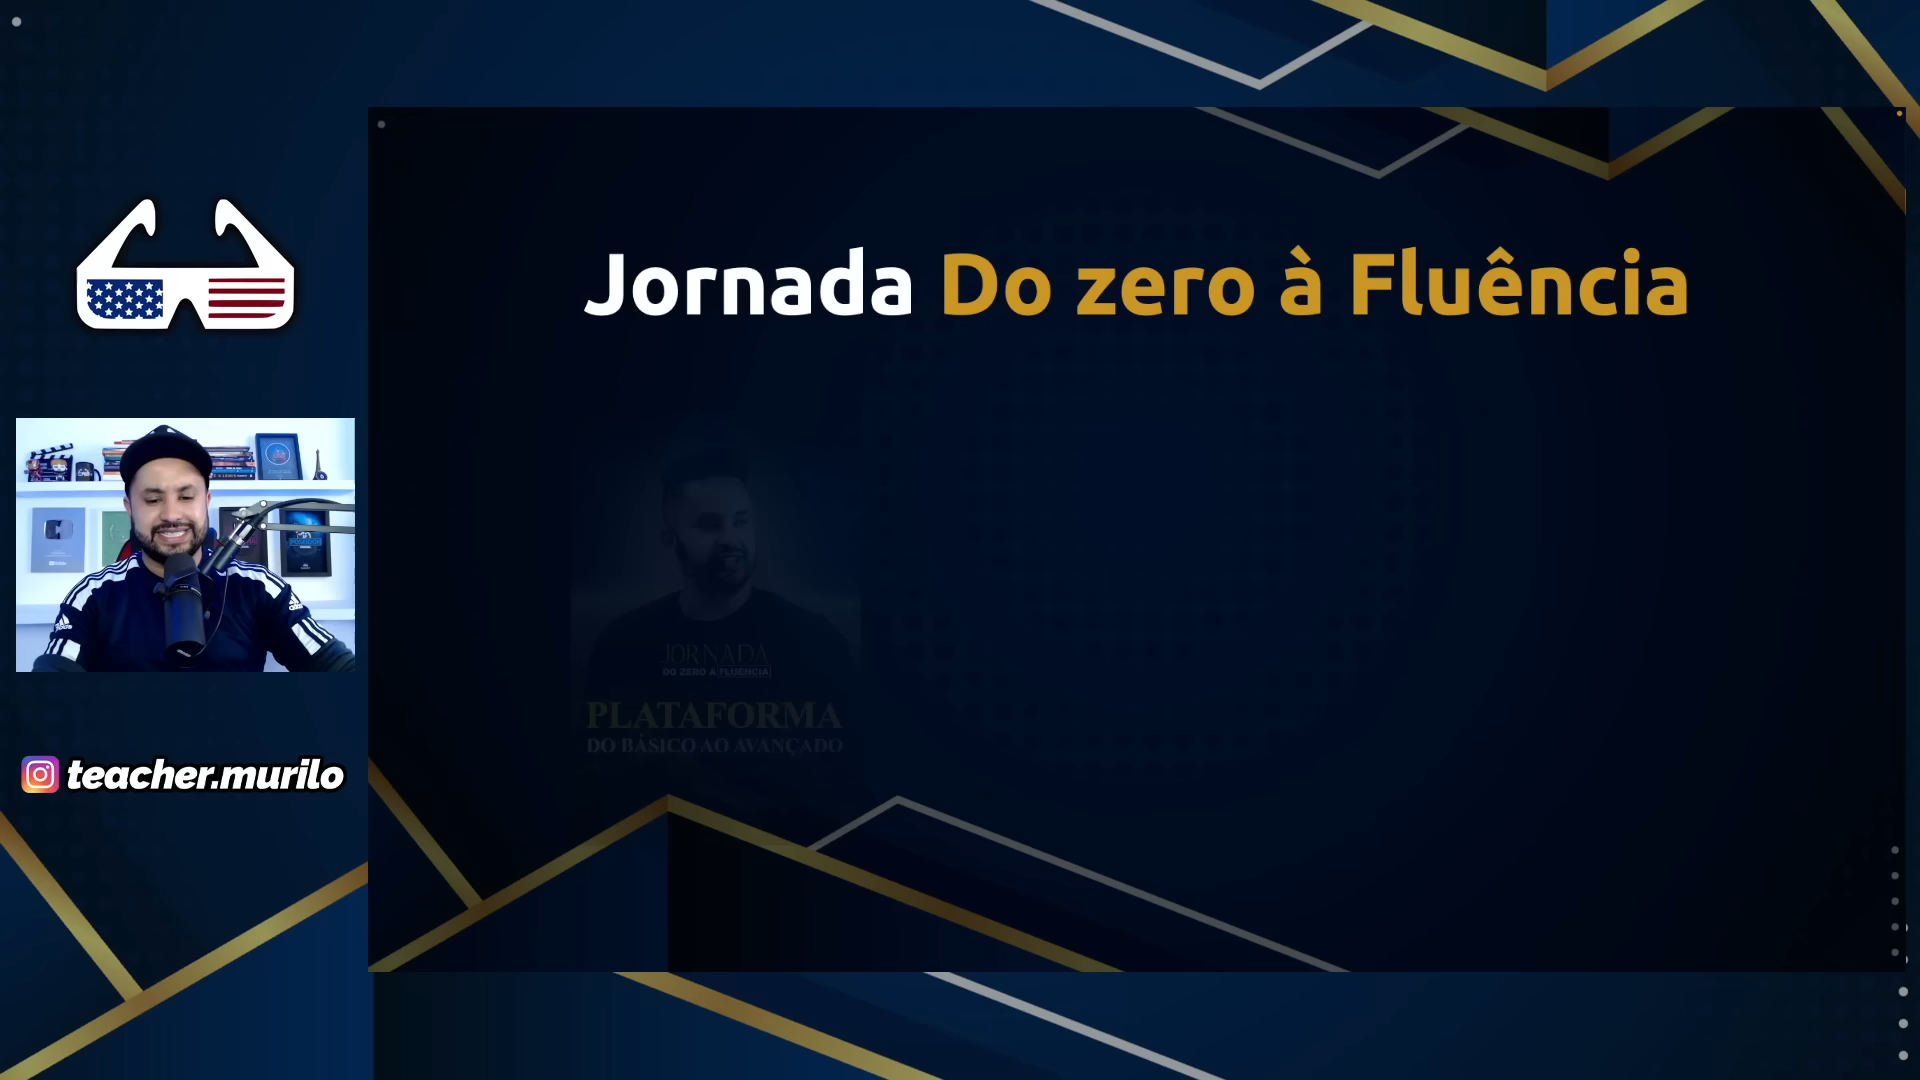 Jornada Do zero à Fluência
JORNADA
DO ZERO À FLUÊNCIA
PLATAFORMA
DO BÁSICO AO AVANÇADO
teacher.murilo